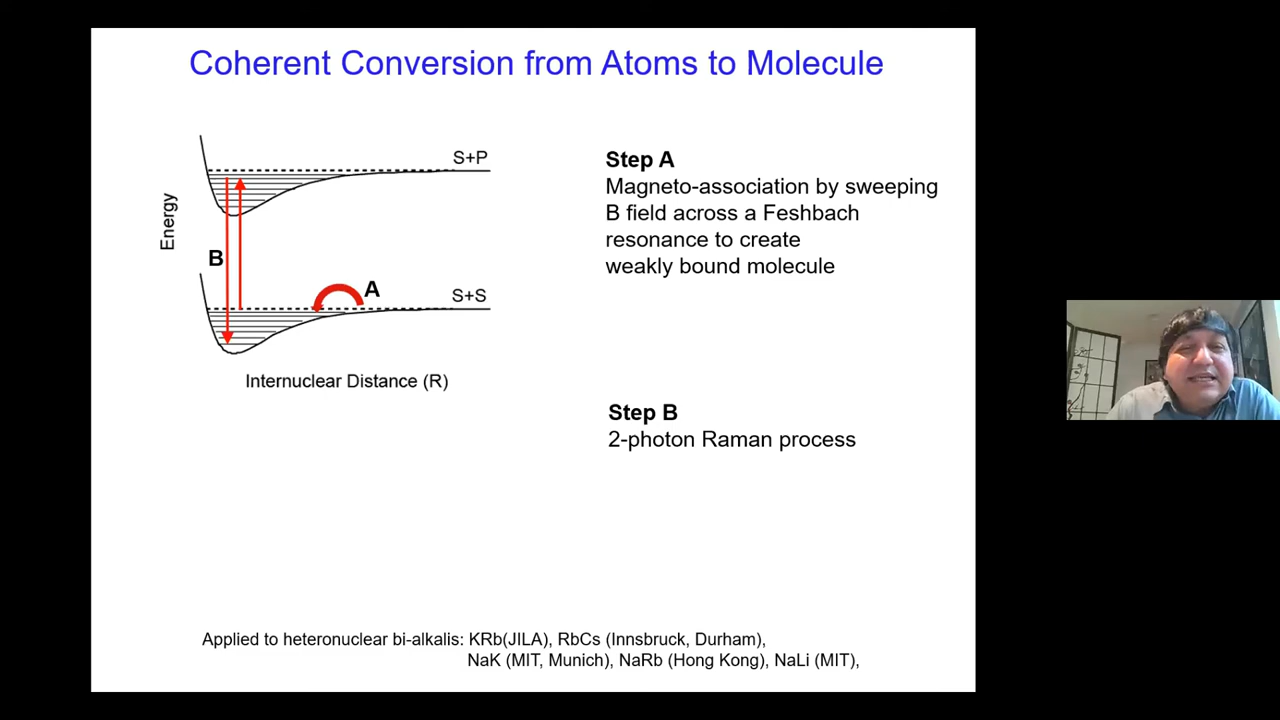 Coherent Conversion from Atoms to Molecule
S+P
Energy
B
A
S+S
Internuclear Distance (R)
Step A
Magneto-association by sweeping
B field across a Feshbach
resonance to create
weakly bound molecule
Step B
2-photon Raman process
Applied to heteronuclear bi-alkalis: KRb(JILA), RbCs (Innsbruck, Durham),
NaK (MIT, Munich), NaRb (Hong Kong), NaLi (MIT),